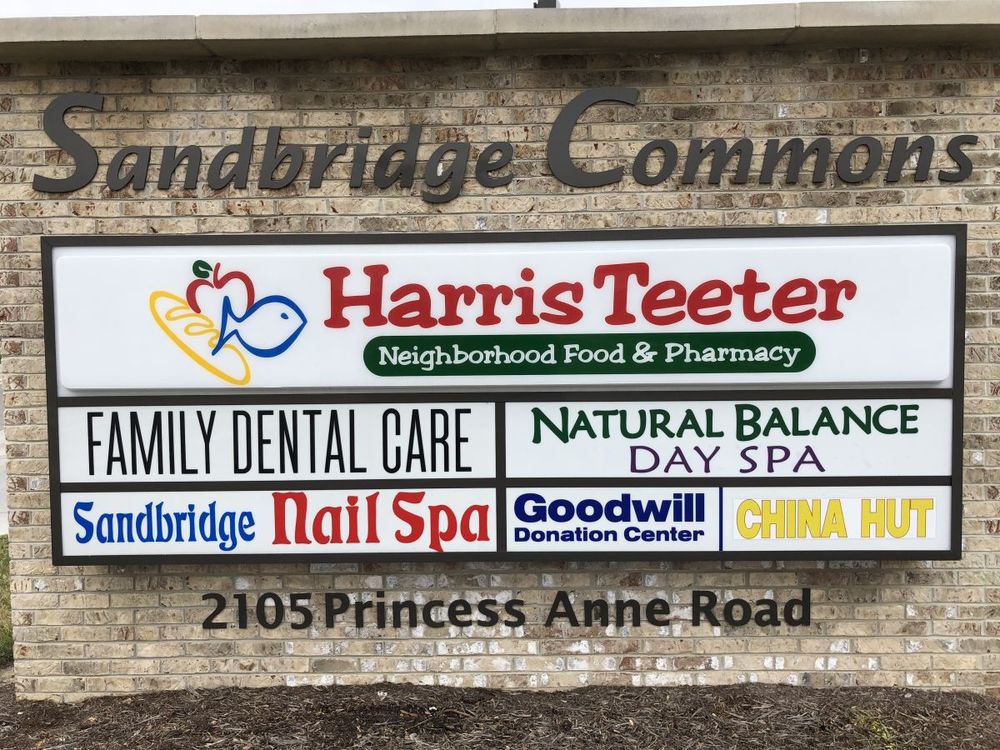 Sandbridge Commons
Harris Teeter
Neighborhood Food & Pharmacy
FAMILY DENTAL CARE
NATURAL BALANCE
DAY SPA
Sandbridge Nail Spa
Goodwill
Donation Center
CHINA HUT
2105 Princess Anne Road